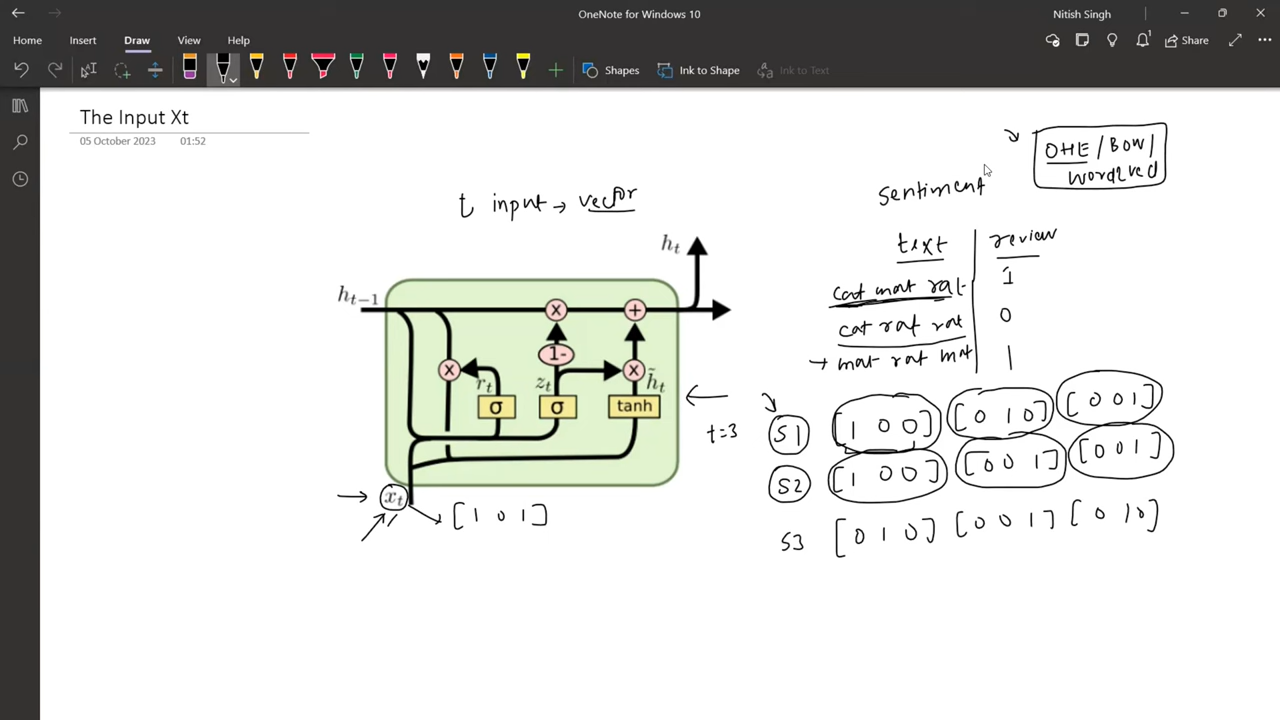 OneNote for Windows 10
Nitish Singh
Home Insert Draw View Help
Share
Shapes
Ink to Shape
Ink to Text
The Input Xt
05 October 2023 01:52
OHE / BOW /
word2vec
t input → vector
sentiment
text review
cat mat rat 1
cat rat rat 0
→ mat rat mat 1
h_t
h_{t-1}
x +
1-
x r_t z_t x h̃_t
σ σ tanh
x_t → [1 0 1]
t=3
S1 [1 0 0] [0 1 0] [0 0 1]
S2 [1 0 0] [0 0 1] [0 0 1]
S3 [0 1 0] [0 0 1] [0 1 0]